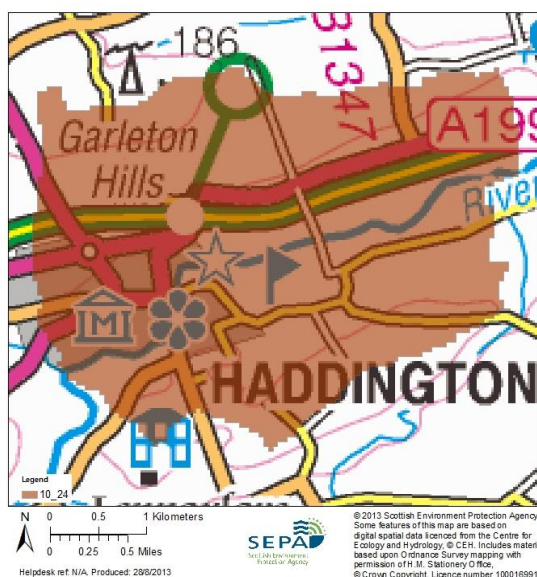 186
B1347
Garleton
Hills
A199
River
M
HADDINGTON
Legend
10_24
N
0 0.5 1 Kilometers
0 0.25 0.5 Miles
SEPA
Scottish Environment
Protection Agency
Helpdesk ref: N/A Produced: 28/8/2013
© 2013 Scottish Environment Protection Agency
Some features of this map are based on
digital spatial data licenced from the Centre for
Ecology and Hydrology, © CEH. Includes materi
based upon Ordnance Survey mapping with
permission of H.M. Stationery Office,
© Crown Copyright. Licence number 100016991